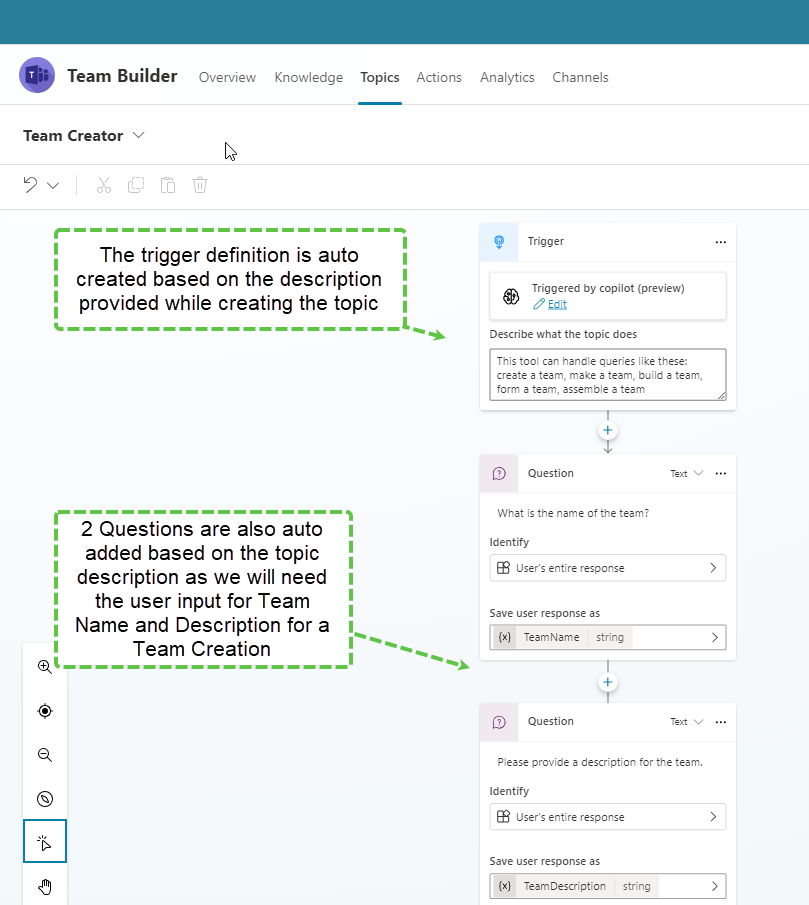 Team Builder
Overview
Knowledge
Topics
Actions
Analytics
Channels
Team Creator
The trigger definition is auto
created based on the description
provided while creating the topic
Trigger
Triggered by copilot (preview)
Edit
Describe what the topic does
This tool can handle queries like these:
create a team, make a team, build a team,
form a team, assemble a team
Question
Text
What is the name of the team?
Identify
User's entire response
Save user response as
{x} TeamName string
2 Questions are also auto
added based on the topic
description as we will need
the user input for Team
Name and Description for a
Team Creation
Question
Text
Please provide a description for the team.
Identify
User's entire response
Save user response as
{x} TeamDescription string